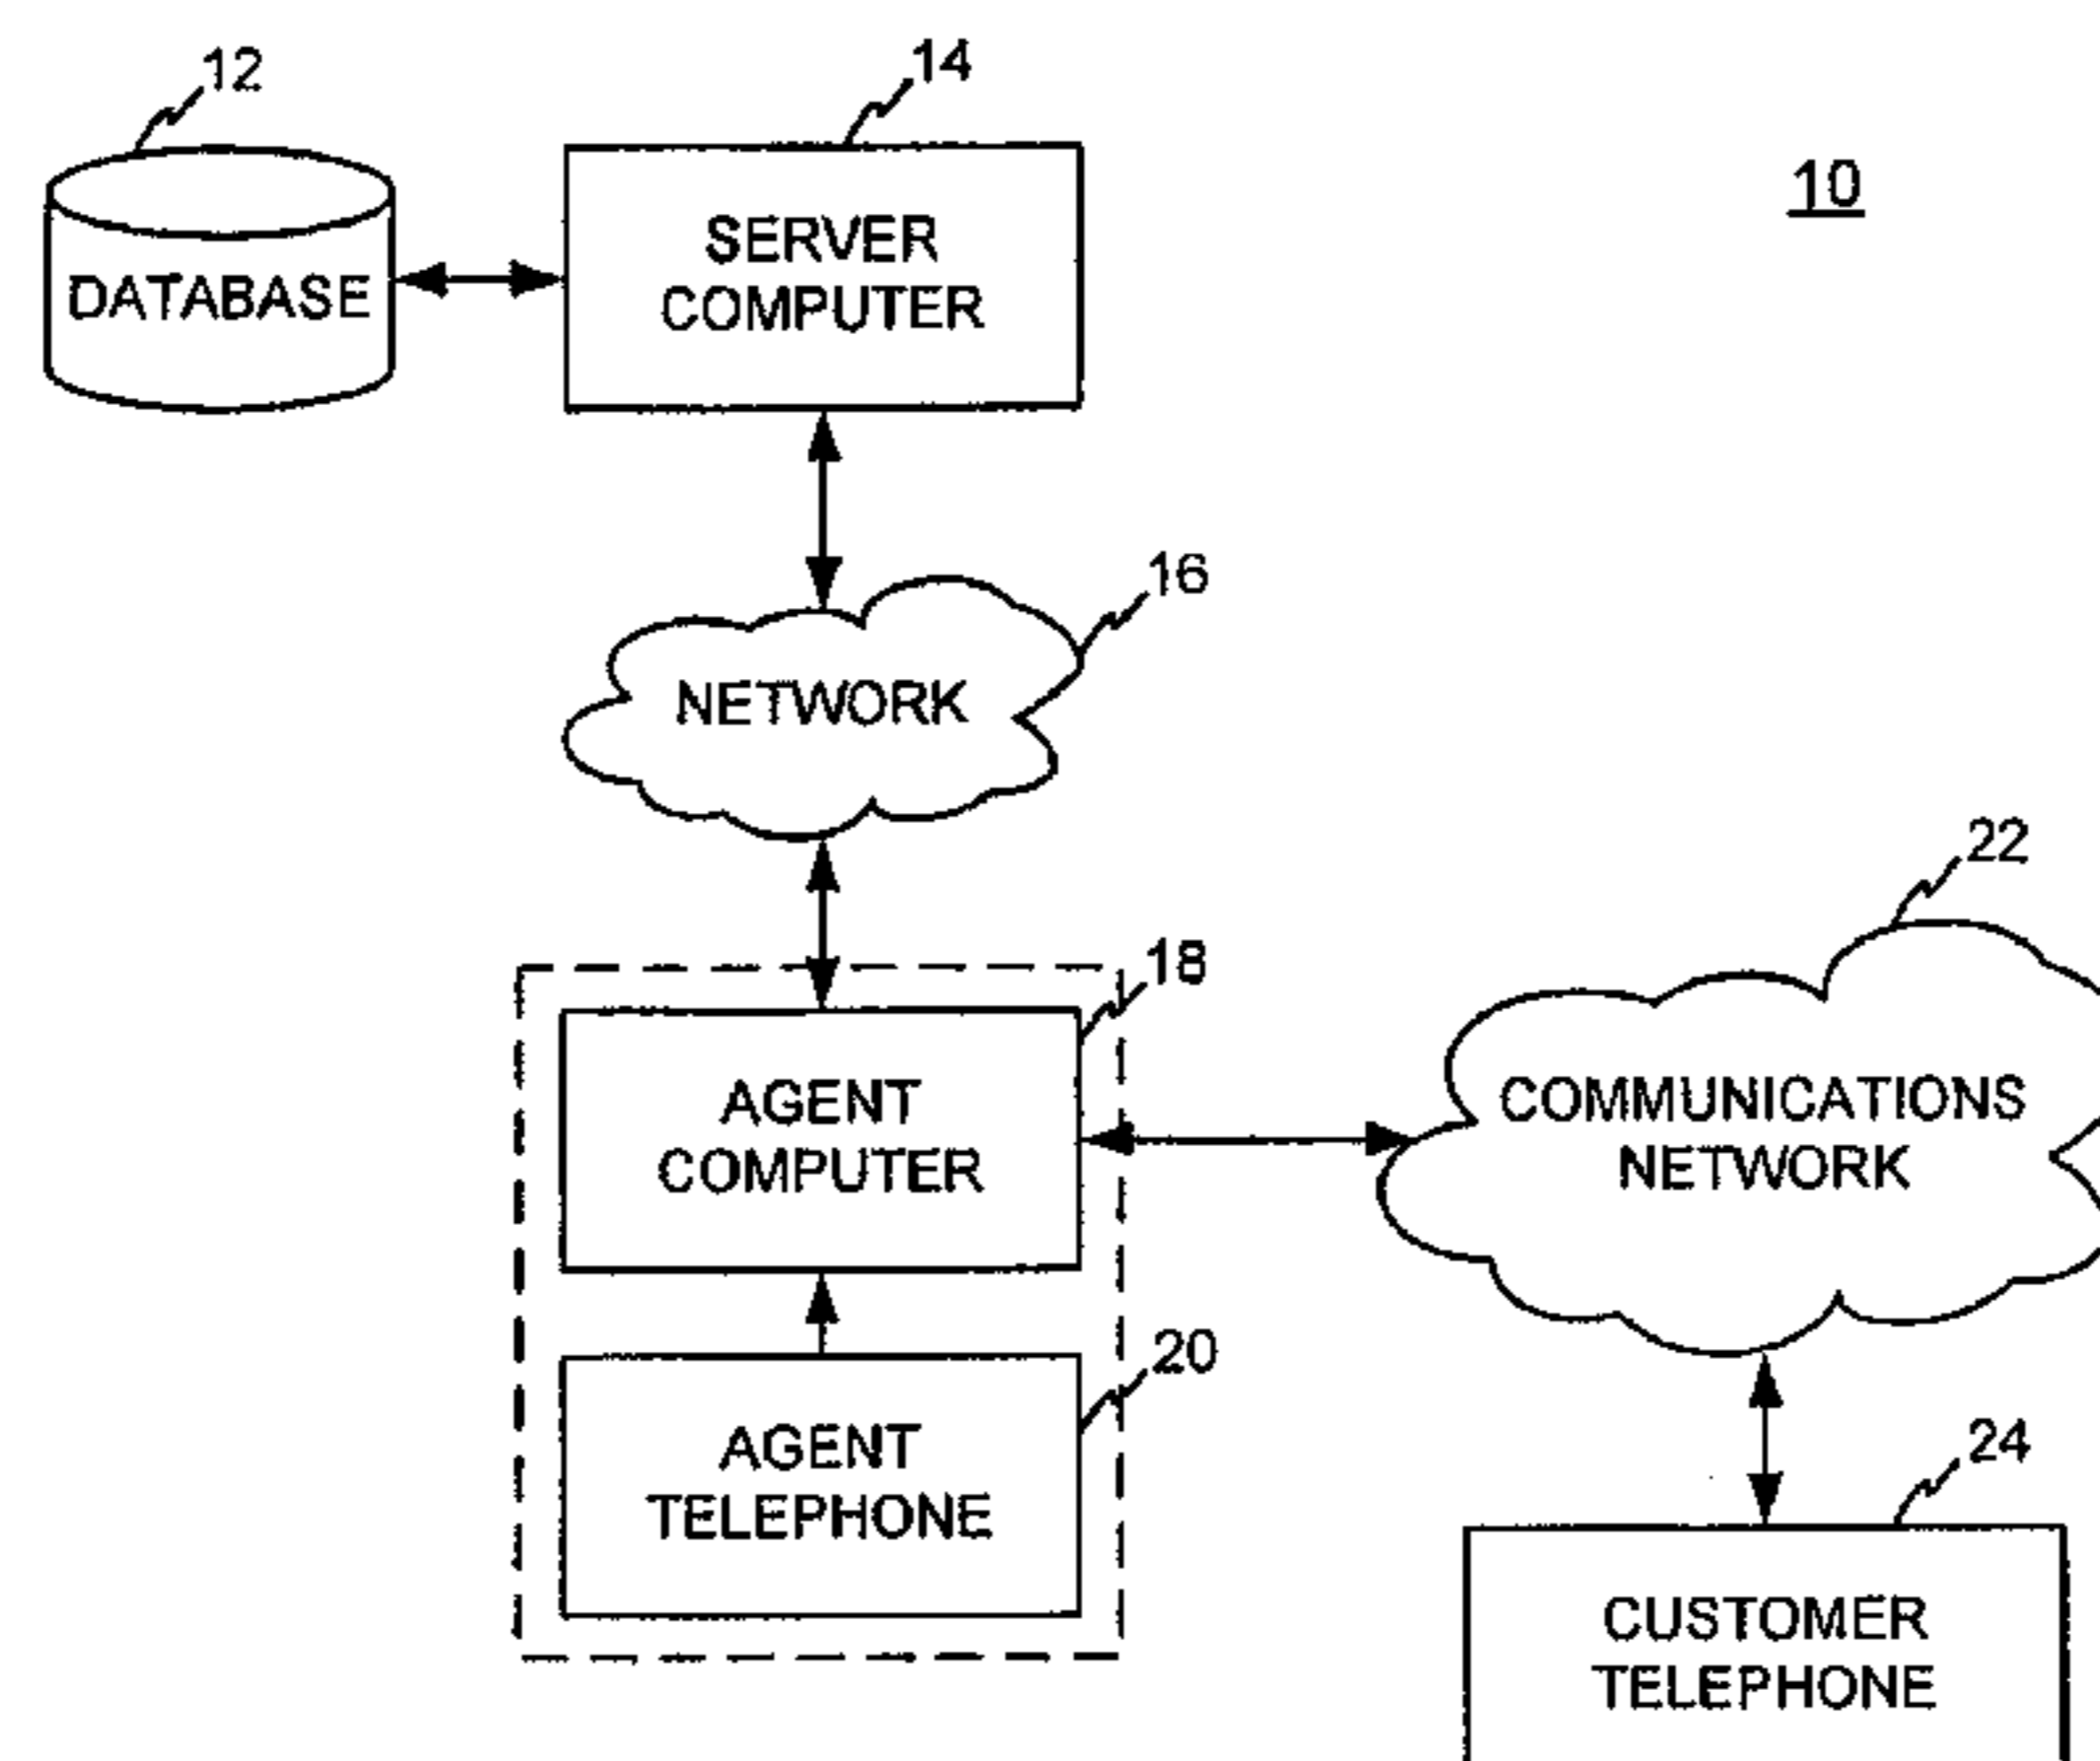 12
14
10
DATABASE
SERVER
COMPUTER
16
NETWORK
22
18
AGENT
COMPUTER
COMMUNICATIONS
NETWORK
20
AGENT
TELEPHONE
24
CUSTOMER
TELEPHONE